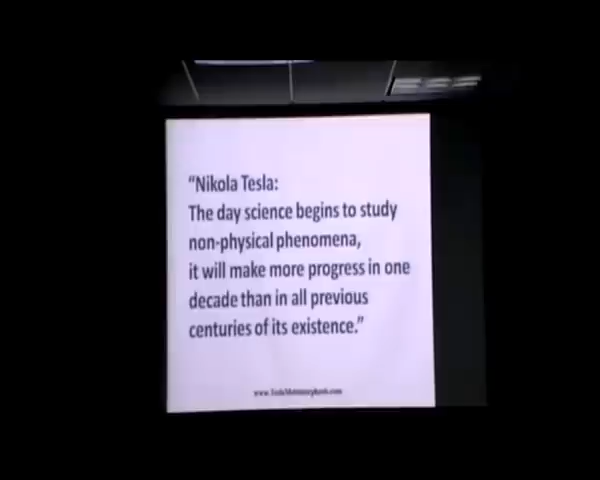 “Nikola Tesla:
The day science begins to study
non-physical phenomena,
it will make more progress in one
decade than in all previous
centuries of its existence.”